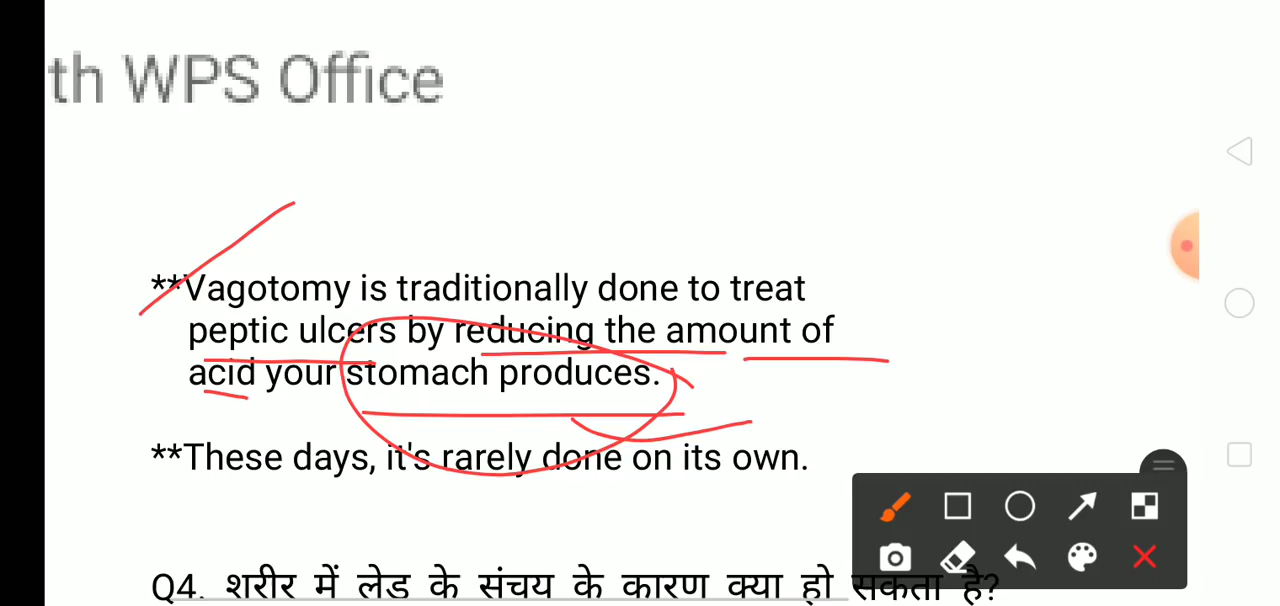 th WPS Office
**Vagotomy is traditionally done to treat
peptic ulcers by reducing the amount of
acid your stomach produces.
**These days, it's rarely done on its own.
Q4. शरीर में लेड के संचय के कारण क्या हो सकता है?